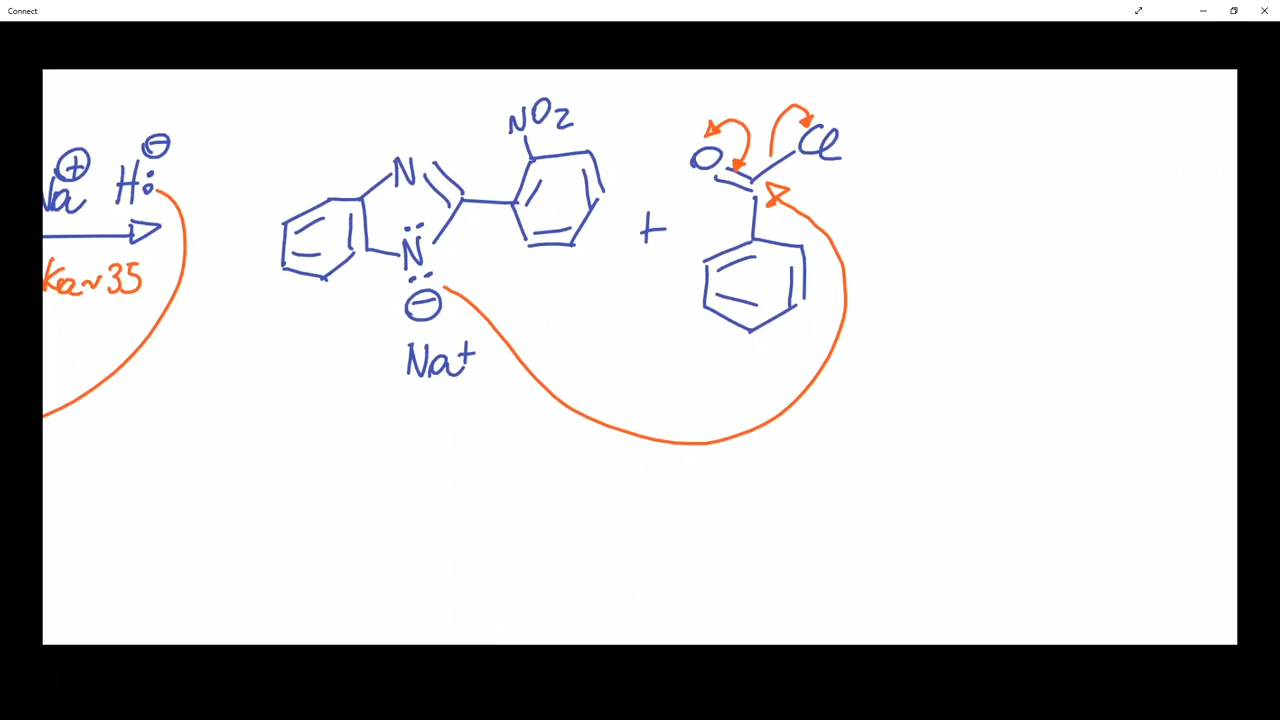 Connect
Na⊕ H:⊖
Ka~35
N
N
⊖
Na+
NO2
+
O
Cl